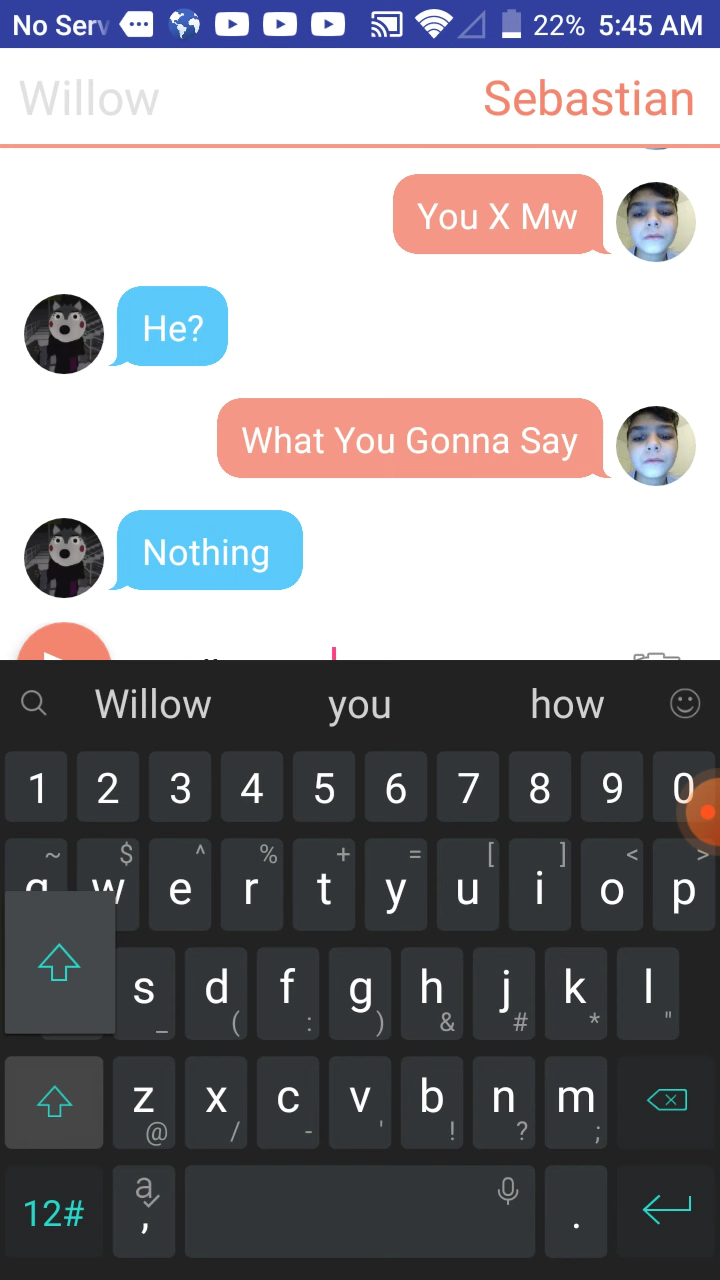 No Serv 22% 5:45 AM
Willow Sebastian
You X Mw
He?
What You Gonna Say
Nothing
Willow you how
1 2 3 4 5 6 7 8 9 0
~ $ ^ % + = [ ] < >
q w e r t y u i o p
s d f g h j k l
_ ( : ) & # * "
z x c v b n m
@ / - ' ! ? ;
12# a , .